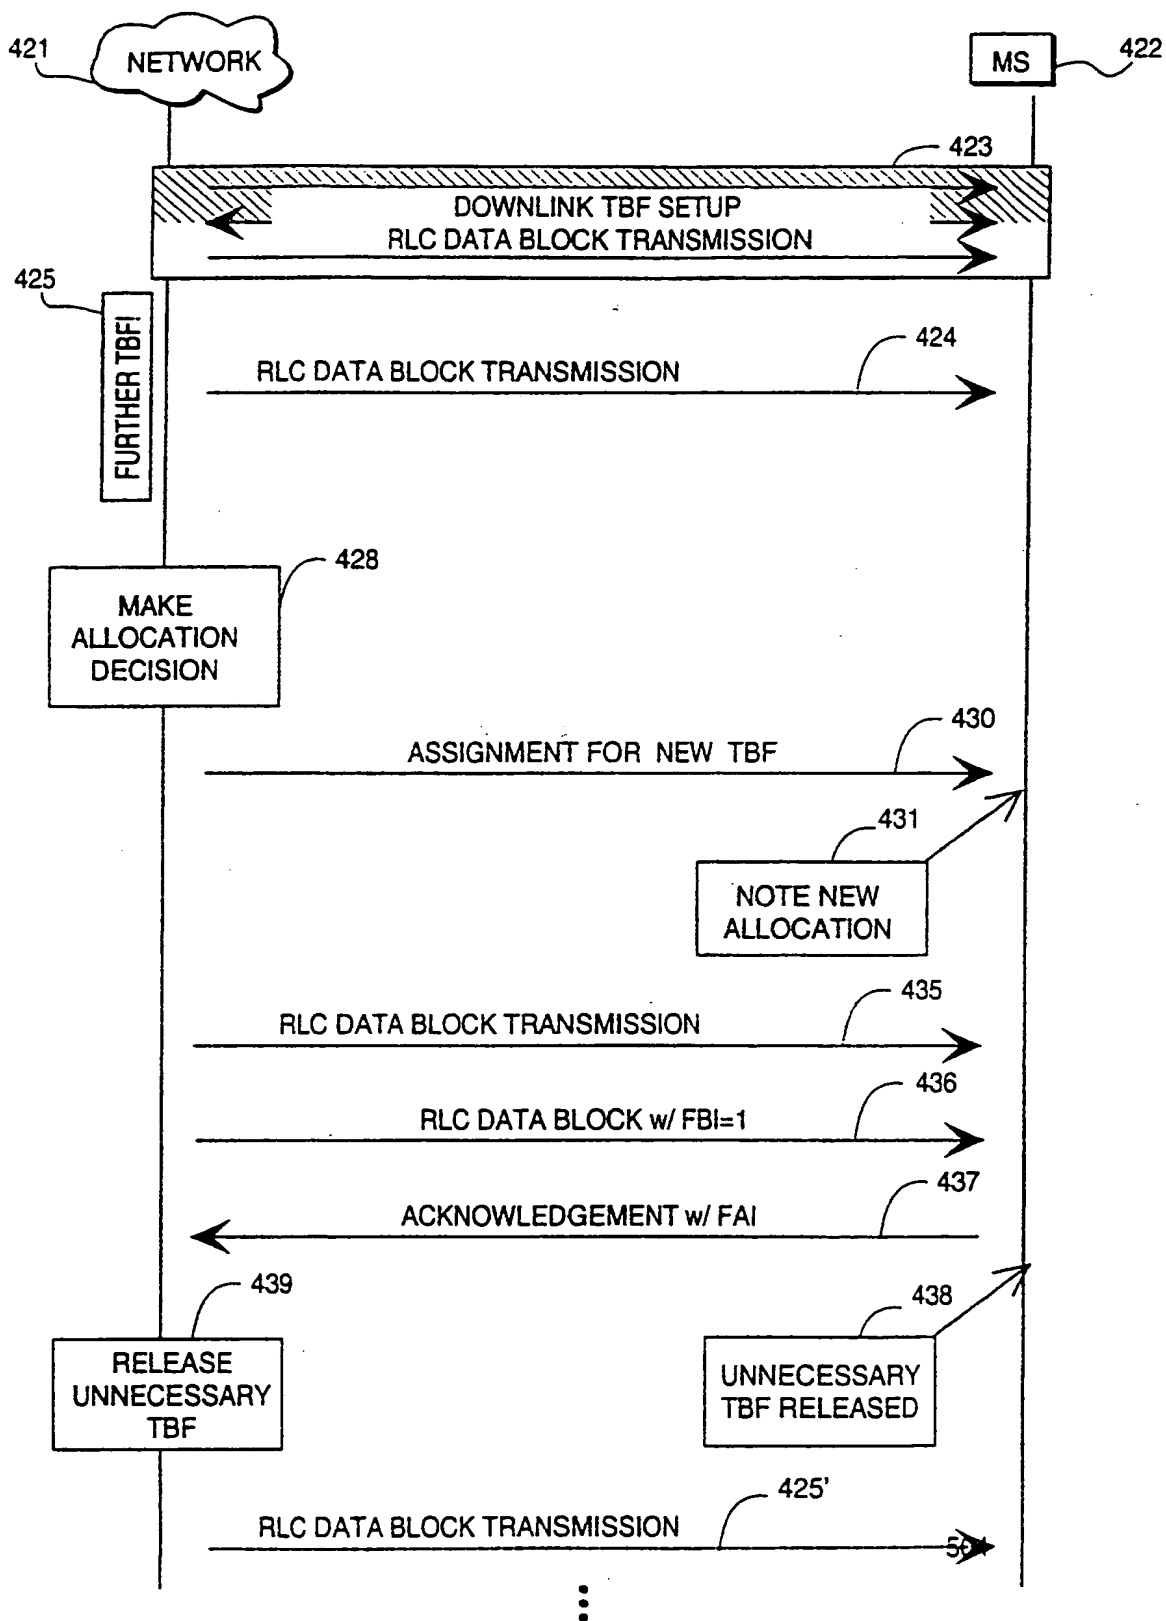 421
NETWORK
MS
422
423
DOWNLINK TBF SETUP
RLC DATA BLOCK TRANSMISSION
425
FURTHER TBF!
424
RLC DATA BLOCK TRANSMISSION
428
MAKE
ALLOCATION
DECISION
430
ASSIGNMENT FOR NEW TBF
431
NOTE NEW
ALLOCATION
435
RLC DATA BLOCK TRANSMISSION
436
RLC DATA BLOCK w/ FBI=1
437
ACKNOWLEDGEMENT w/ FAI
439
438
RELEASE
UNNECESSARY
TBF
UNNECESSARY
TBF RELEASED
425'
RLC DATA BLOCK TRANSMISSION